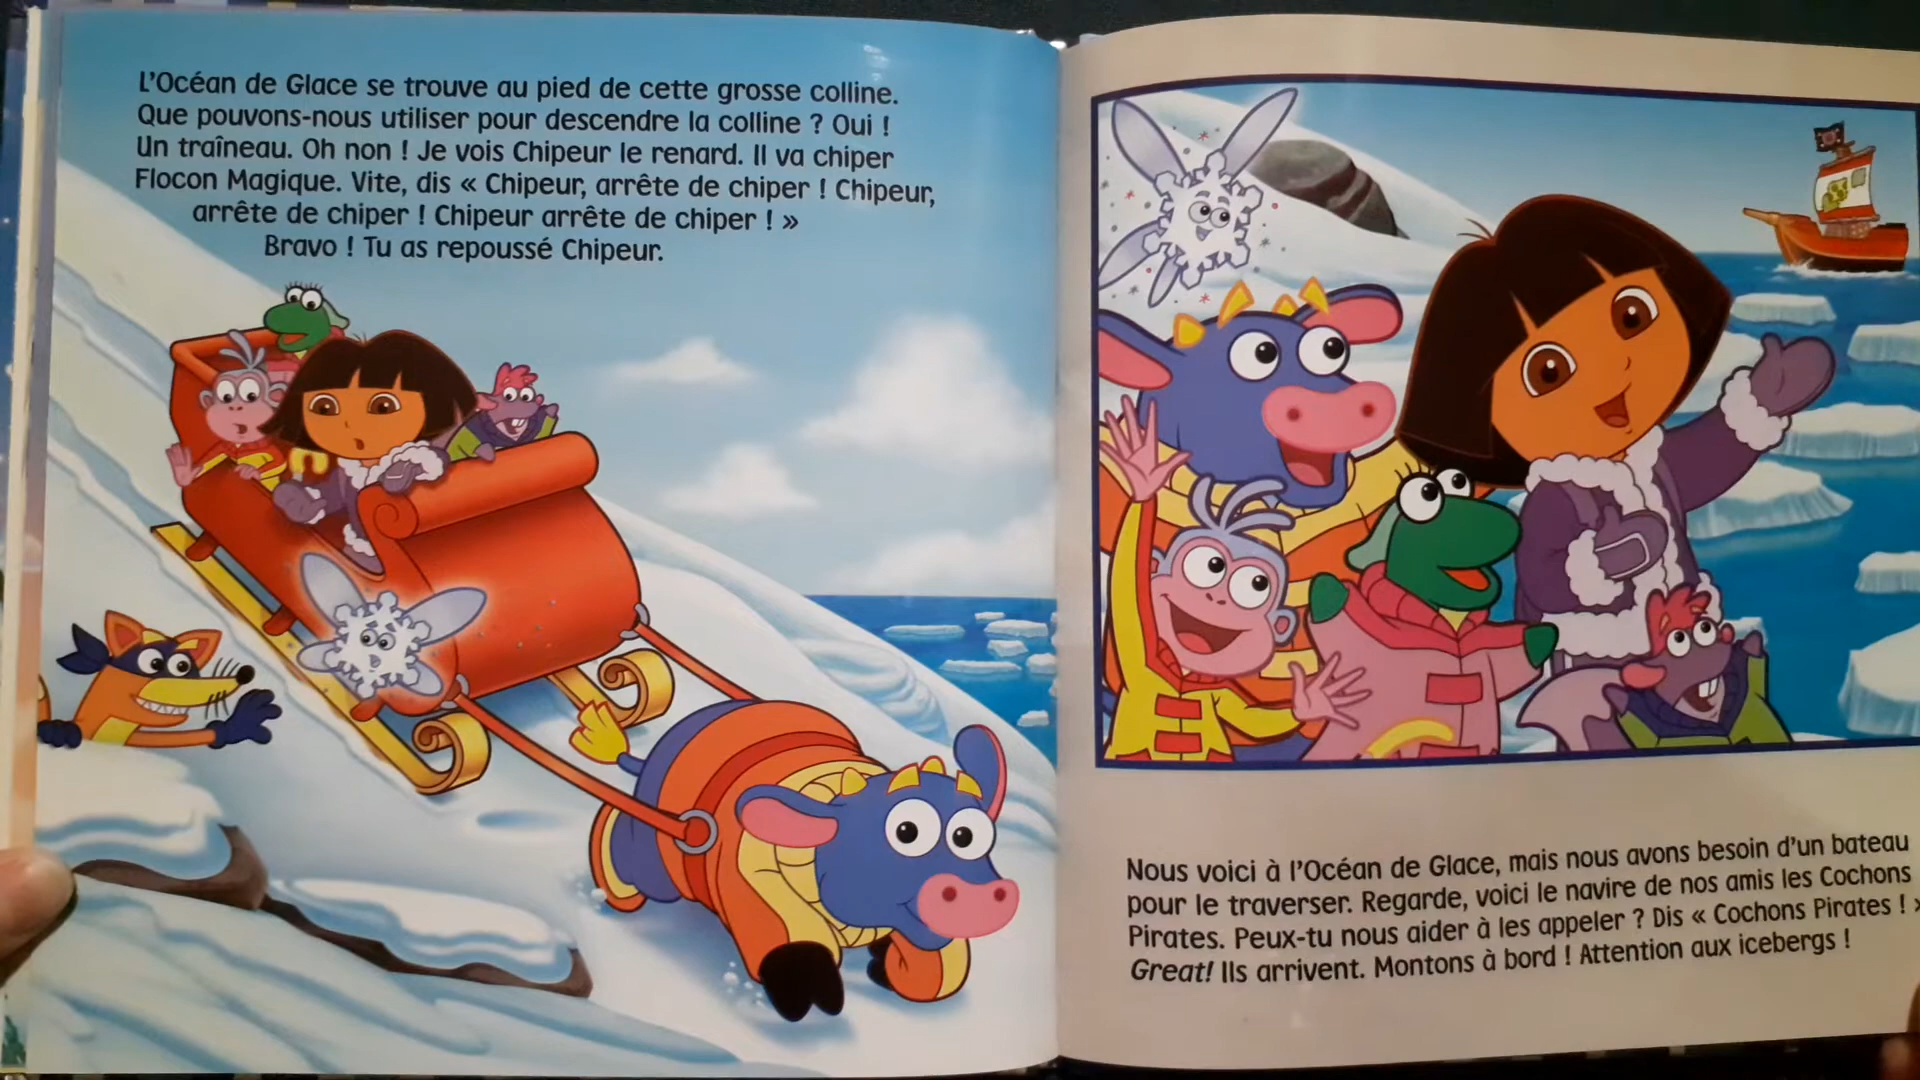 L'Océan de Glace se trouve au pied de cette grosse colline.
Que pouvons-nous utiliser pour descendre la colline ? Oui !
Un traîneau. Oh non ! Je vois Chipeur le renard. Il va chiper
Flocon Magique. Vite, dis « Chipeur, arrête de chiper ! Chipeur,
arrête de chiper ! Chipeur arrête de chiper ! »
Bravo ! Tu as repoussé Chipeur.
Nous voici à l'Océan de Glace, mais nous avons besoin d'un bateau
pour le traverser. Regarde, voici le navire de nos amis les Cochons
Pirates. Peux-tu nous aider à les appeler ? Dis « Cochons Pirates ! »
Great! Ils arrivent. Montons à bord ! Attention aux icebergs !